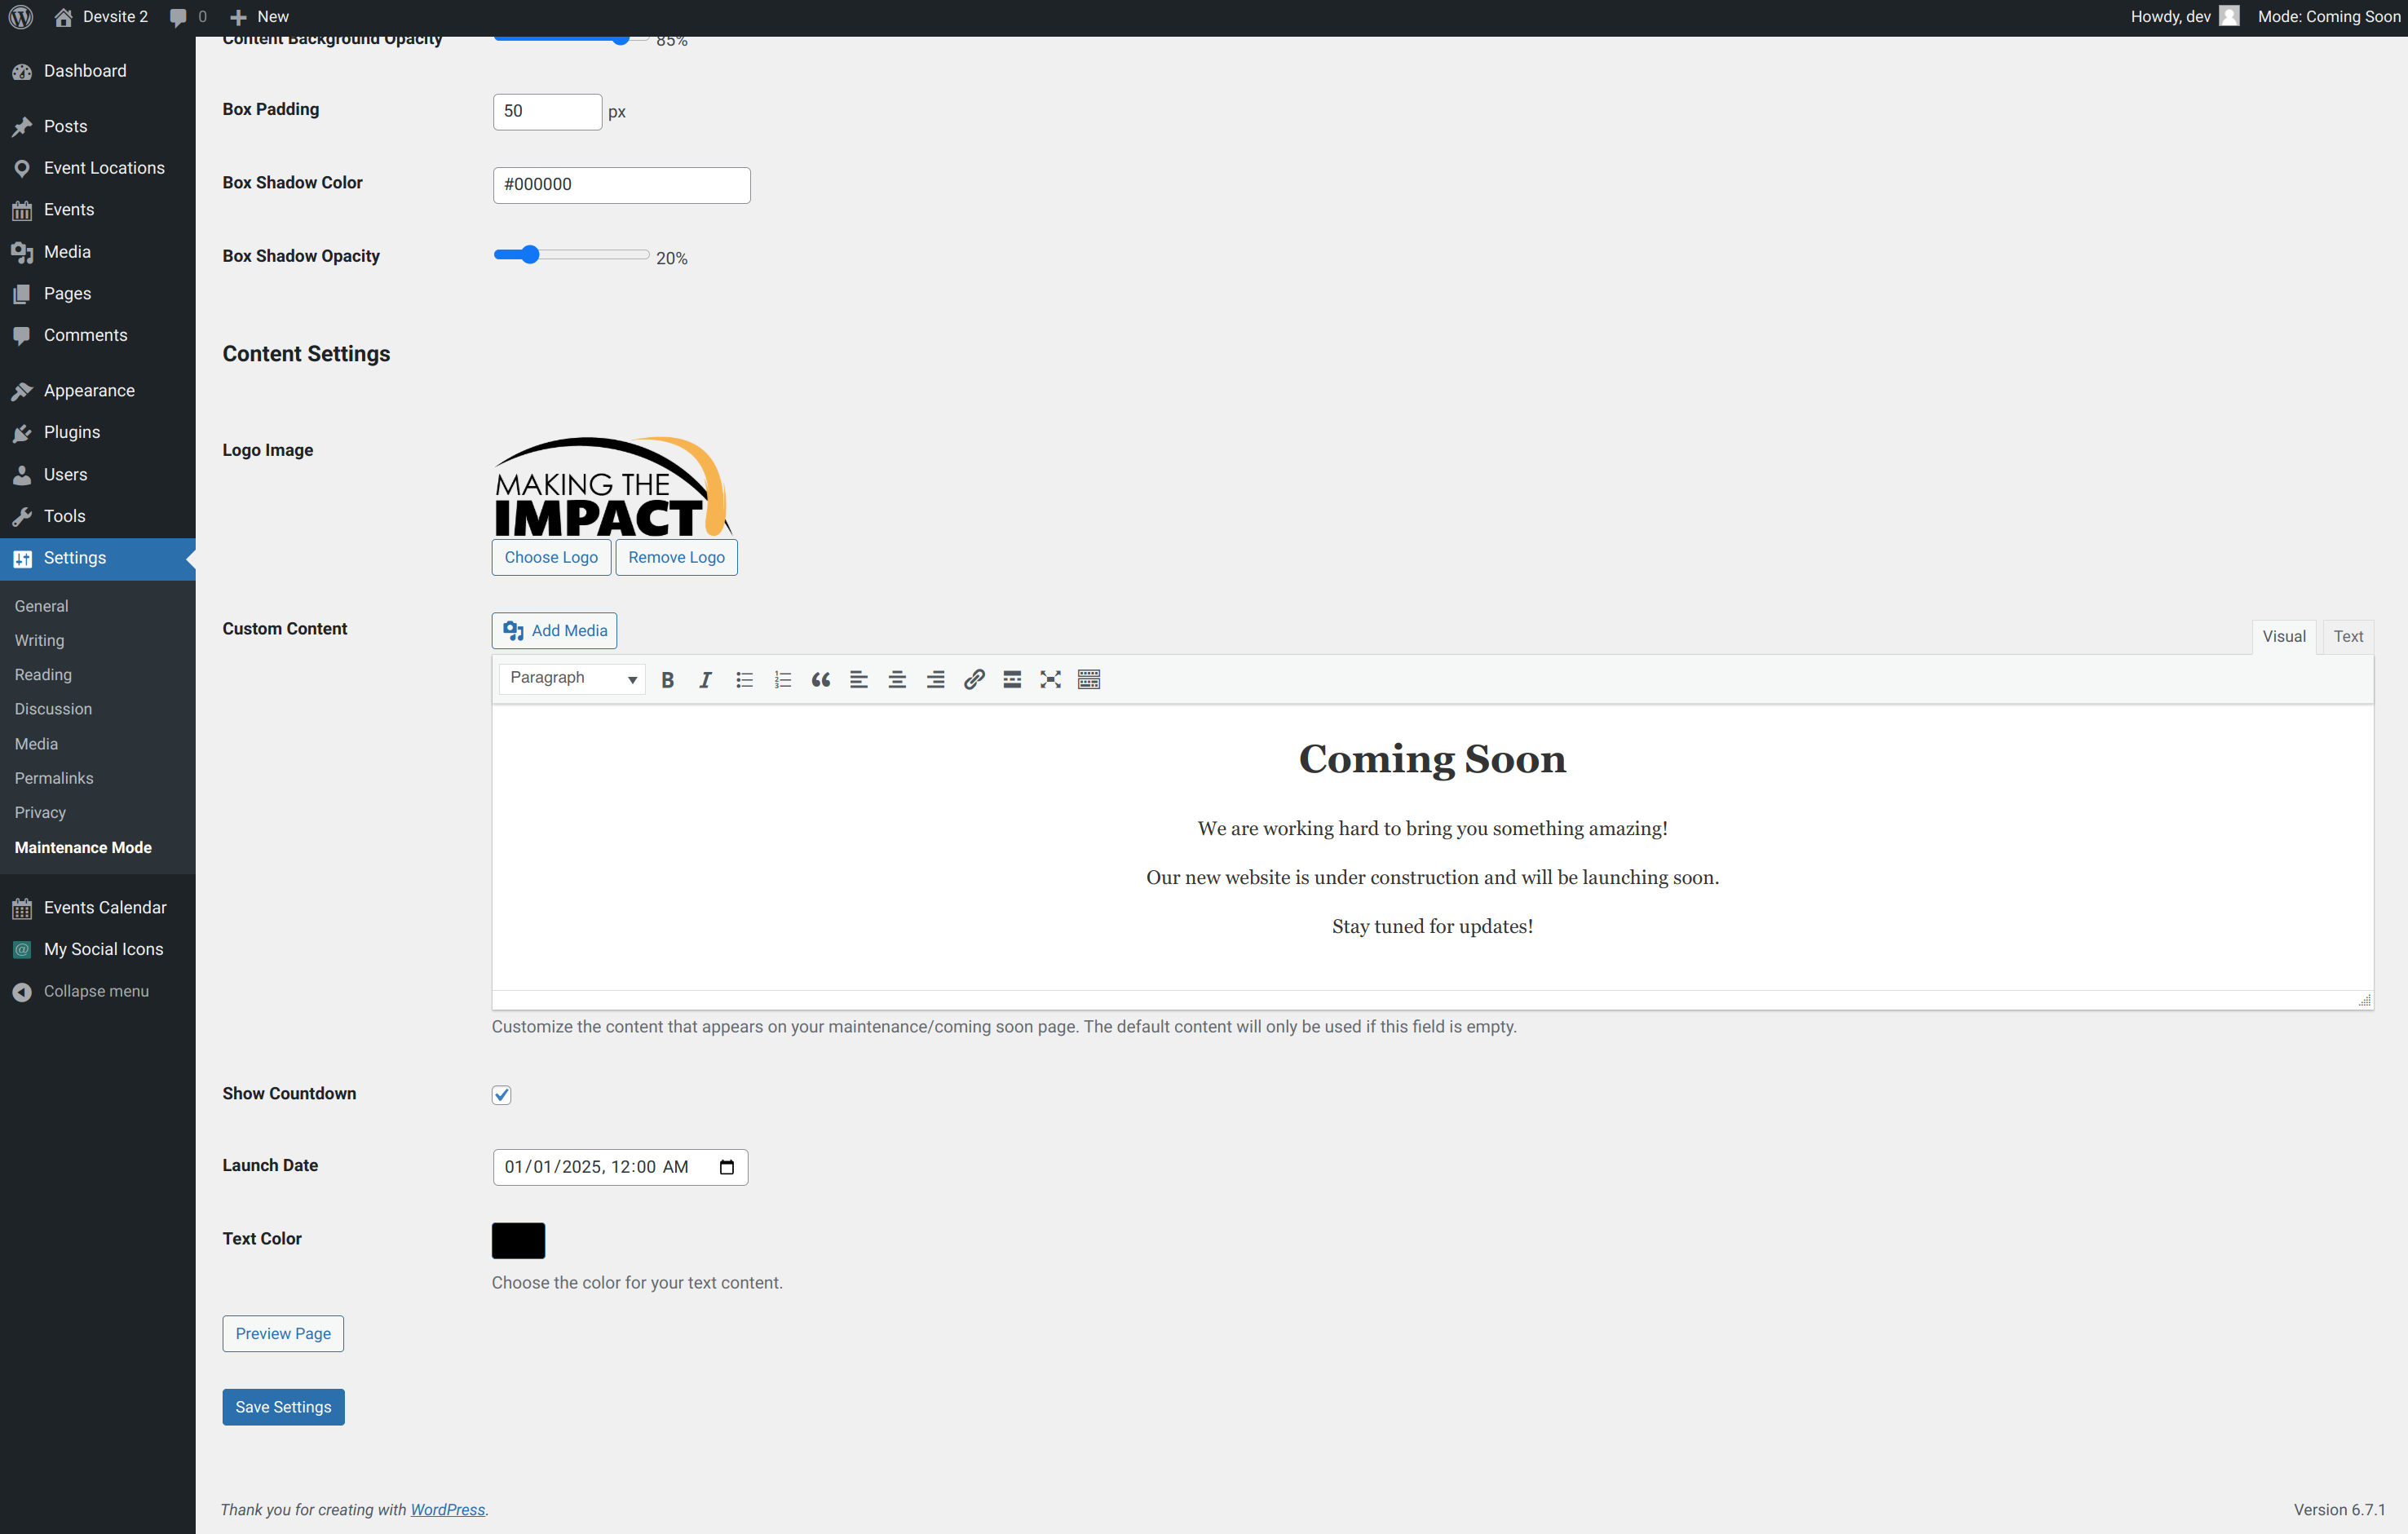 Devsite 2
0
New
Howdy, dev
Mode: Coming Soon
Dashboard
Posts
Event Locations
Events
Media
Pages
Comments
Appearance
Plugins
Users
Tools
Settings
General
Writing
Reading
Discussion
Media
Permalinks
Privacy
Maintenance Mode
Events Calendar
My Social Icons
Collapse menu
Content Background Opacity
85%
Box Padding
50
px
Box Shadow Color
#000000
Box Shadow Opacity
20%
Content Settings
Logo Image
MAKING THE
IMPACT
Choose Logo
Remove Logo
Custom Content
Add Media
Visual
Text
Paragraph
Coming Soon
We are working hard to bring you something amazing!
Our new website is under construction and will be launching soon.
Stay tuned for updates!
Customize the content that appears on your maintenance/coming soon page. The default content will only be used if this field is empty.
Show Countdown
Launch Date
01/01/2025, 12:00 AM
Text Color
Choose the color for your text content.
Preview Page
Save Settings
Thank you for creating with WordPress.
Version 6.7.1